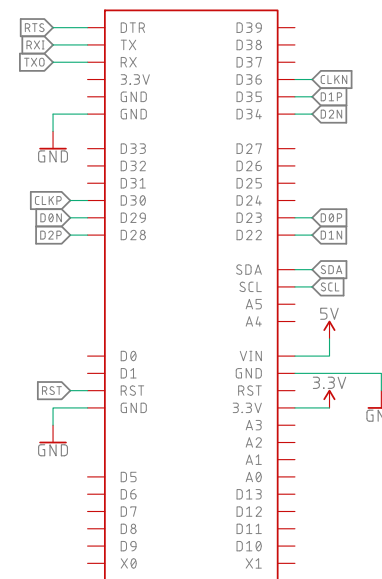 RTS DTR D39
RXI TX D38
TXO RX D37
3.3V D36 CLKN
GND D35 D1P
GND D34 D2N
GND
D33 D27
D32 D26
D31 D25
CLKP D30 D24
D0N D29 D23 D0P
D2P D28 D22 D1N
SDA SDA
SCL SCL
A5
A4
5V
D0 VIN
D1 GND
RST RST RST
3.3V
GND 3.3V
GN
A3
GND A2
A1
D5 A0
D6 D13
D7 D12
D8 D11
D9 D10
X0 X1